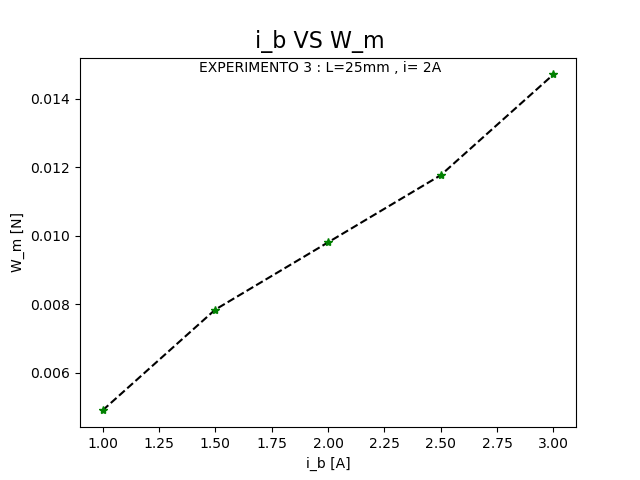 i_b VS W_m
EXPERIMENTO 3 : L=25mm , i= 2A
0.014
0.012
0.010
0.008
0.006
W_m [N]
1.00 1.25 1.50 1.75 2.00 2.25 2.50 2.75 3.00
i_b [A]